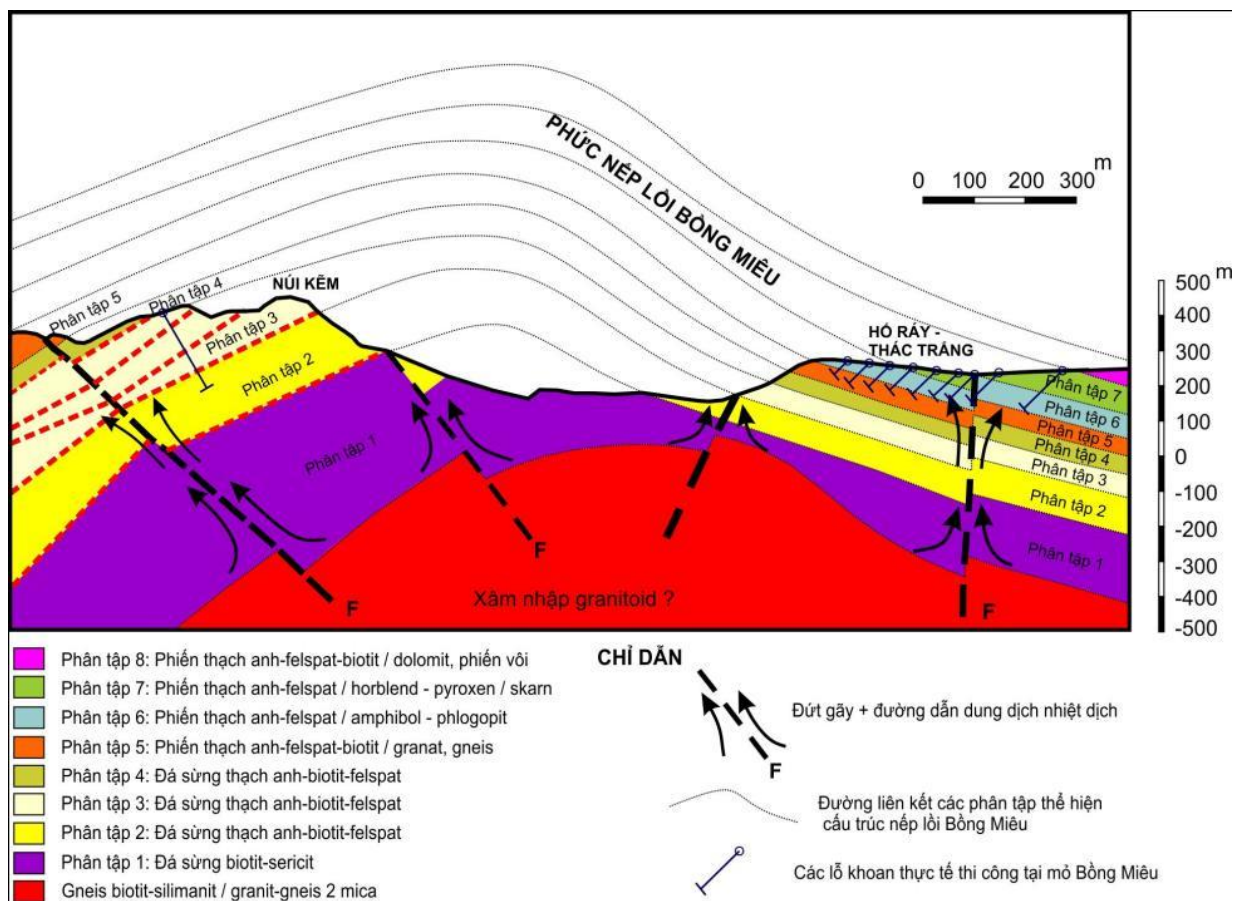 PHỨC NẾP LỒI BỒNG MIÊU
m
0 100 200 300
NÚI KẼM
HỐ RÁY -
THÁC TRẮNG
Phân tập 5
Phân tập 4
Phân tập 3
Phân tập 2
Phân tập 1
Phân tập 7
Phân tập 6
Phân tập 5
Phân tập 4
Phân tập 3
Phân tập 2
Phân tập 1
F
F
F
Xâm nhập granitoid ?
m
500
400
300
200
100
0
-100
-200
-300
-400
-500
Phân tập 8: Phiến thạch anh-felspat-biotit / dolomit, phiến vôi
Phân tập 7: Phiến thạch anh-felspat / horblend - pyroxen / skarn
Phân tập 6: Phiến thạch anh-felspat / amphibol - phlogopit
Phân tập 5: Phiến thạch anh-felspat-biotit / granat, gneis
Phân tập 4: Đá sừng thạch anh-biotit-felspat
Phân tập 3: Đá sừng thạch anh-biotit-felspat
Phân tập 2: Đá sừng thạch anh-biotit-felspat
Phân tập 1: Đá sừng biotit-sericit
Gneis biotit-silimanit / granit-gneis 2 mica
CHỈ DẪN
F
Đứt gãy + đường dẫn dung dịch nhiệt dịch
Đường liên kết các phân tập thể hiện
cấu trúc nếp lồi Bồng Miêu
Các lỗ khoan thực tế thi công tại mỏ Bồng Miêu